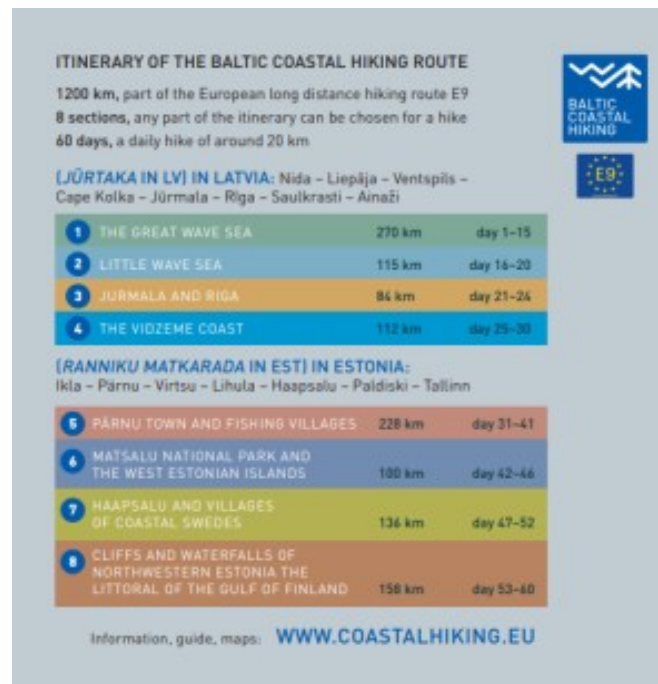 ITINERARY OF THE BALTIC COASTAL HIKING ROUTE
1200 km, part of the European long distance hiking route E9
8 sections, any part of the itinerary can be chosen for a hike
60 days, a daily hike of around 20 km
BALTIC
COASTAL
HIKING
E9
(JŪRTAKA IN LV) IN LATVIA: Nida – Liepāja – Ventspils –
Cape Kolka – Jūrmala – Rīga – Saulkrasti – Ainaži
1 THE GREAT WAVE SEA 270 km day 1–15
2 LITTLE WAVE SEA 115 km day 16–20
3 JURMALA AND RIGA 84 km day 21–24
4 THE VIDZEME COAST 112 km day 25–30
(RANNIKU MATKARADA IN EST) IN ESTONIA:
Ikla – Pärnu – Virtsu – Lihula – Haapsalu – Paldiski – Tallinn
5 PÄRNU TOWN AND FISHING VILLAGES 228 km day 31–41
6 MATSALU NATIONAL PARK AND
THE WEST ESTONIAN ISLANDS 100 km day 42–46
7 HAAPSALU AND VILLAGES
OF COASTAL SWEDES 136 km day 47–52
8 CLIFFS AND WATERFALLS OF
NORTHWESTERN ESTONIA THE
LITTORAL OF THE GULF OF FINLAND 158 km day 53–60
Information, guide, maps: WWW.COASTALHIKING.EU